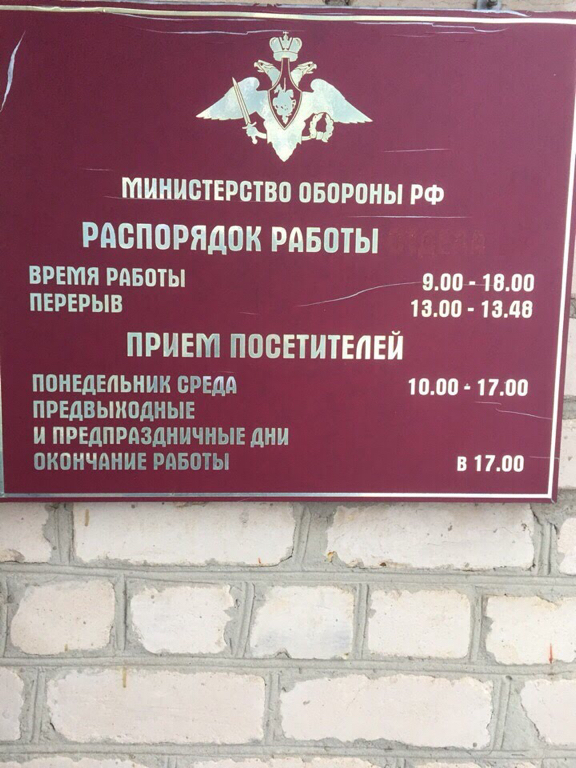 МИНИСТЕРСТВО ОБОРОНЫ РФ
РАСПОРЯДОК РАБОТЫ ОТДЕЛА
ВРЕМЯ РАБОТЫ 9.00 - 18.00
ПЕРЕРЫВ 13.00 - 13.48
ПРИЕМ ПОСЕТИТЕЛЕЙ
ПОНЕДЕЛЬНИК СРЕДА 10.00 - 17.00
ПРЕДВЫХОДНЫЕ
И ПРЕДПРАЗДНИЧНЫЕ ДНИ
ОКОНЧАНИЕ РАБОТЫ В 17.00